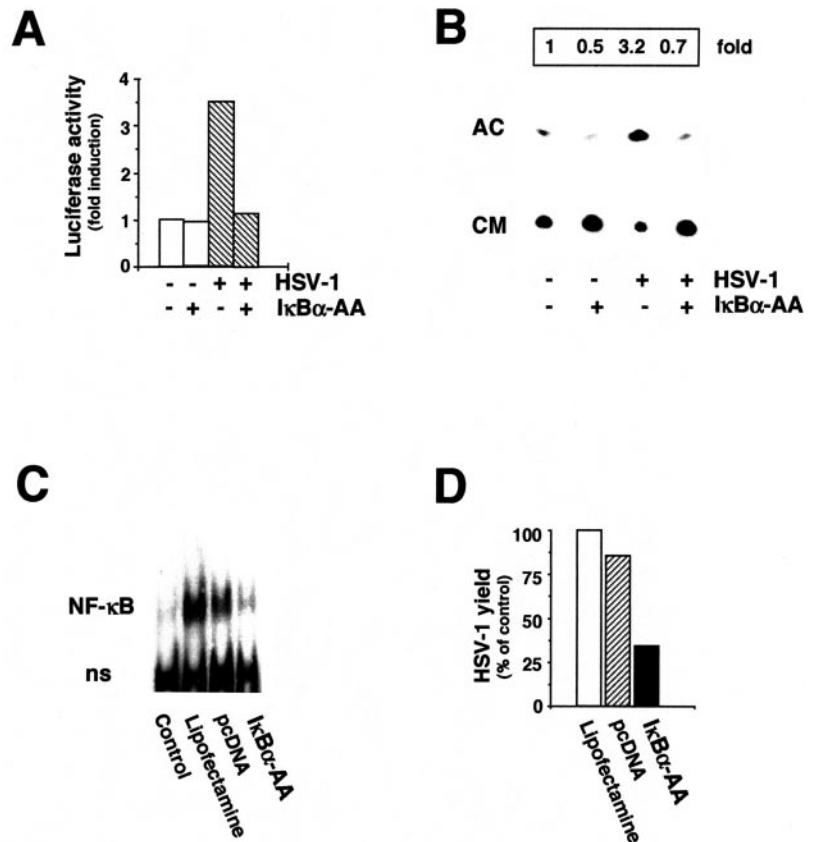 A
Luciferase activity
(fold induction)
4
3
2
1
0
- - + + HSV-1
- + - + IκBα-AA
B
1 0.5 3.2 0.7 fold
AC
CM
- - + + HSV-1
- + - + IκBα-AA
C
NF-κB
ns
Control
Lipofectamine
pcDNA
IκBα-AA
D
HSV-1 yield
(% of control)
100
75
50
25
0
Lipofectamine
pcDNA
IκBα-AA